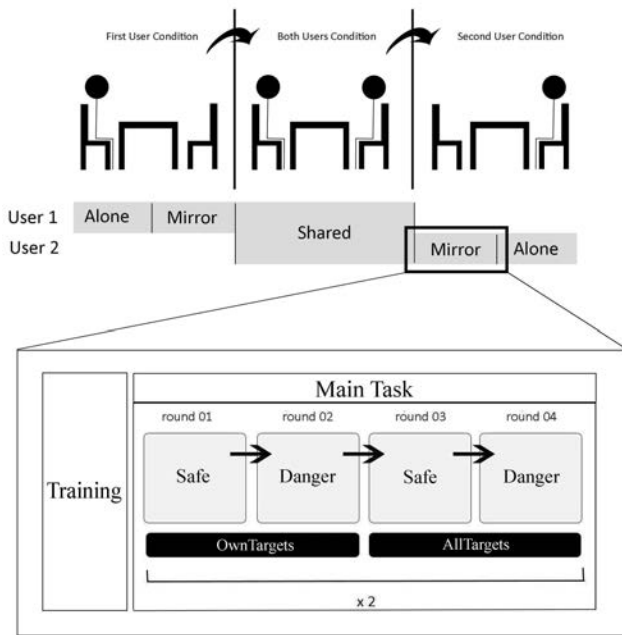 First User Condition
Both Users Condition
Second User Condition
User 1
Alone
Mirror
Shared
User 2
Mirror
Alone
Main Task
Training
round 01
round 02
round 03
round 04
Safe
Danger
Safe
Danger
OwnTargets
AllTargets
x 2